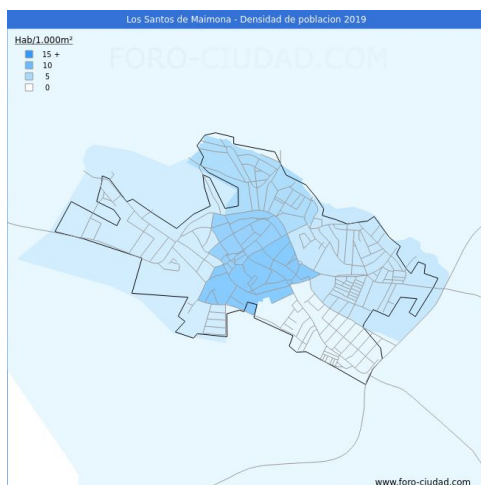 Los Santos de Maimona - Densidad de poblacion 2019
Hab/1.000m²
FORO-CIUDAD.COM
15 +
10
5
0
www.foro-ciudad.com